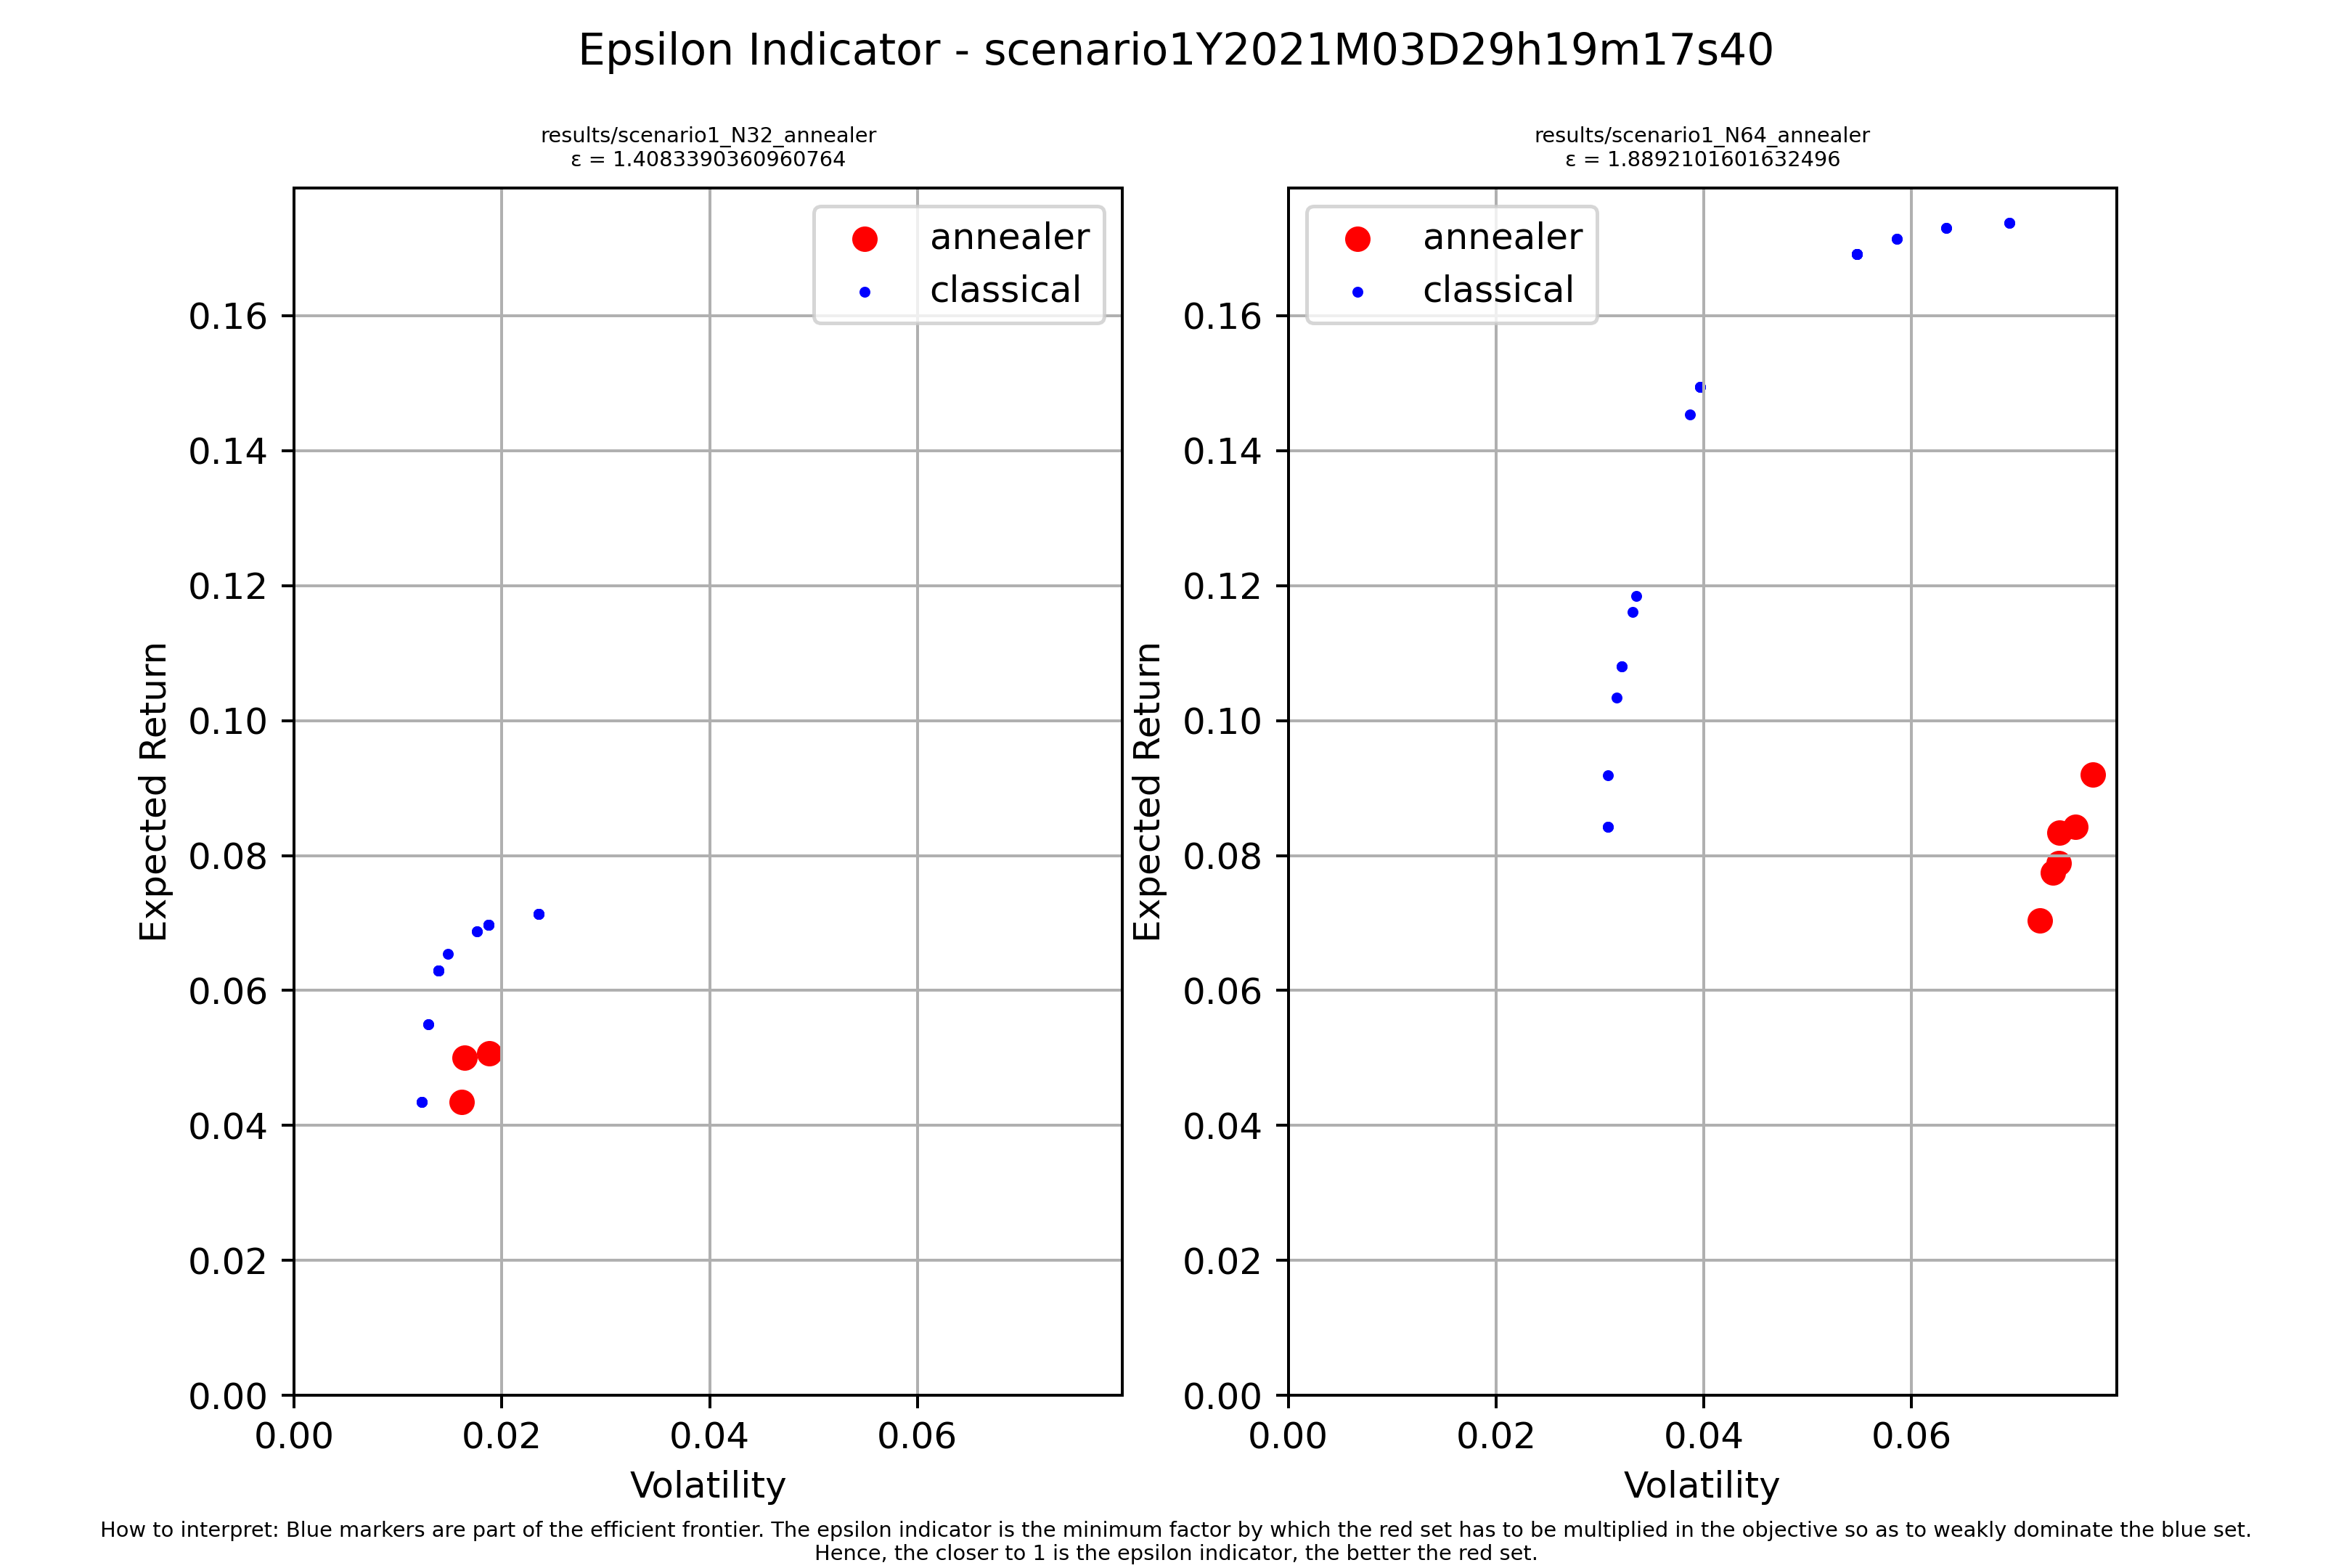 Epsilon Indicator - scenario1Y2021M03D29h19m17s40
results/scenario1_N32_annealer
ε = 1.4083390360960764
annealer
classical
0.16
0.14
0.12
0.10
0.08
0.06
0.04
0.02
0.00
Expected Return
0.00 0.02 0.04 0.06
Volatility
results/scenario1_N64_annealer
ε = 1.8892101601632496
annealer
classical
0.16
0.14
0.12
0.10
0.08
0.06
0.04
0.02
0.00
Expected Return
0.00 0.02 0.04 0.06
Volatility
How to interpret: Blue markers are part of the efficient frontier. The epsilon indicator is the minimum factor by which the red set has to be multiplied in the objective so as to weakly dominate the blue set.
Hence, the closer to 1 is the epsilon indicator, the better the red set.